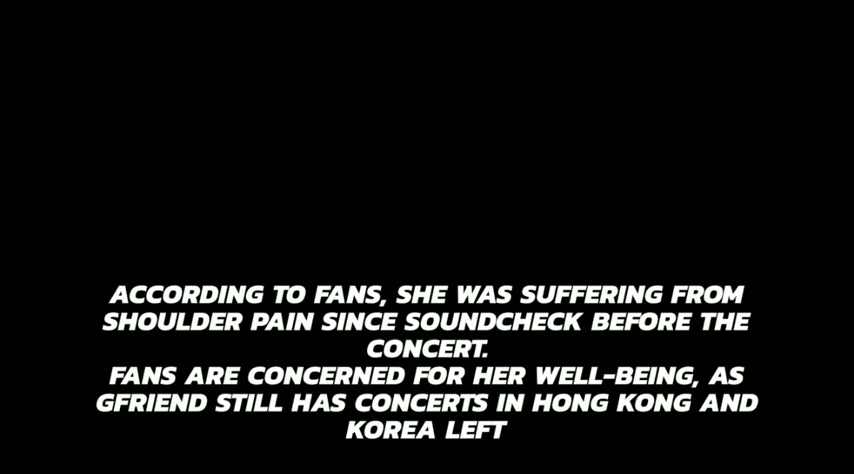 ACCORDING TO FANS, SHE WAS SUFFERING FROM
SHOULDER PAIN SINCE SOUNDCHECK BEFORE THE
CONCERT.
FANS ARE CONCERNED FOR HER WELL-BEING, AS
GFRIEND STILL HAS CONCERTS IN HONG KONG AND
KOREA LEFT